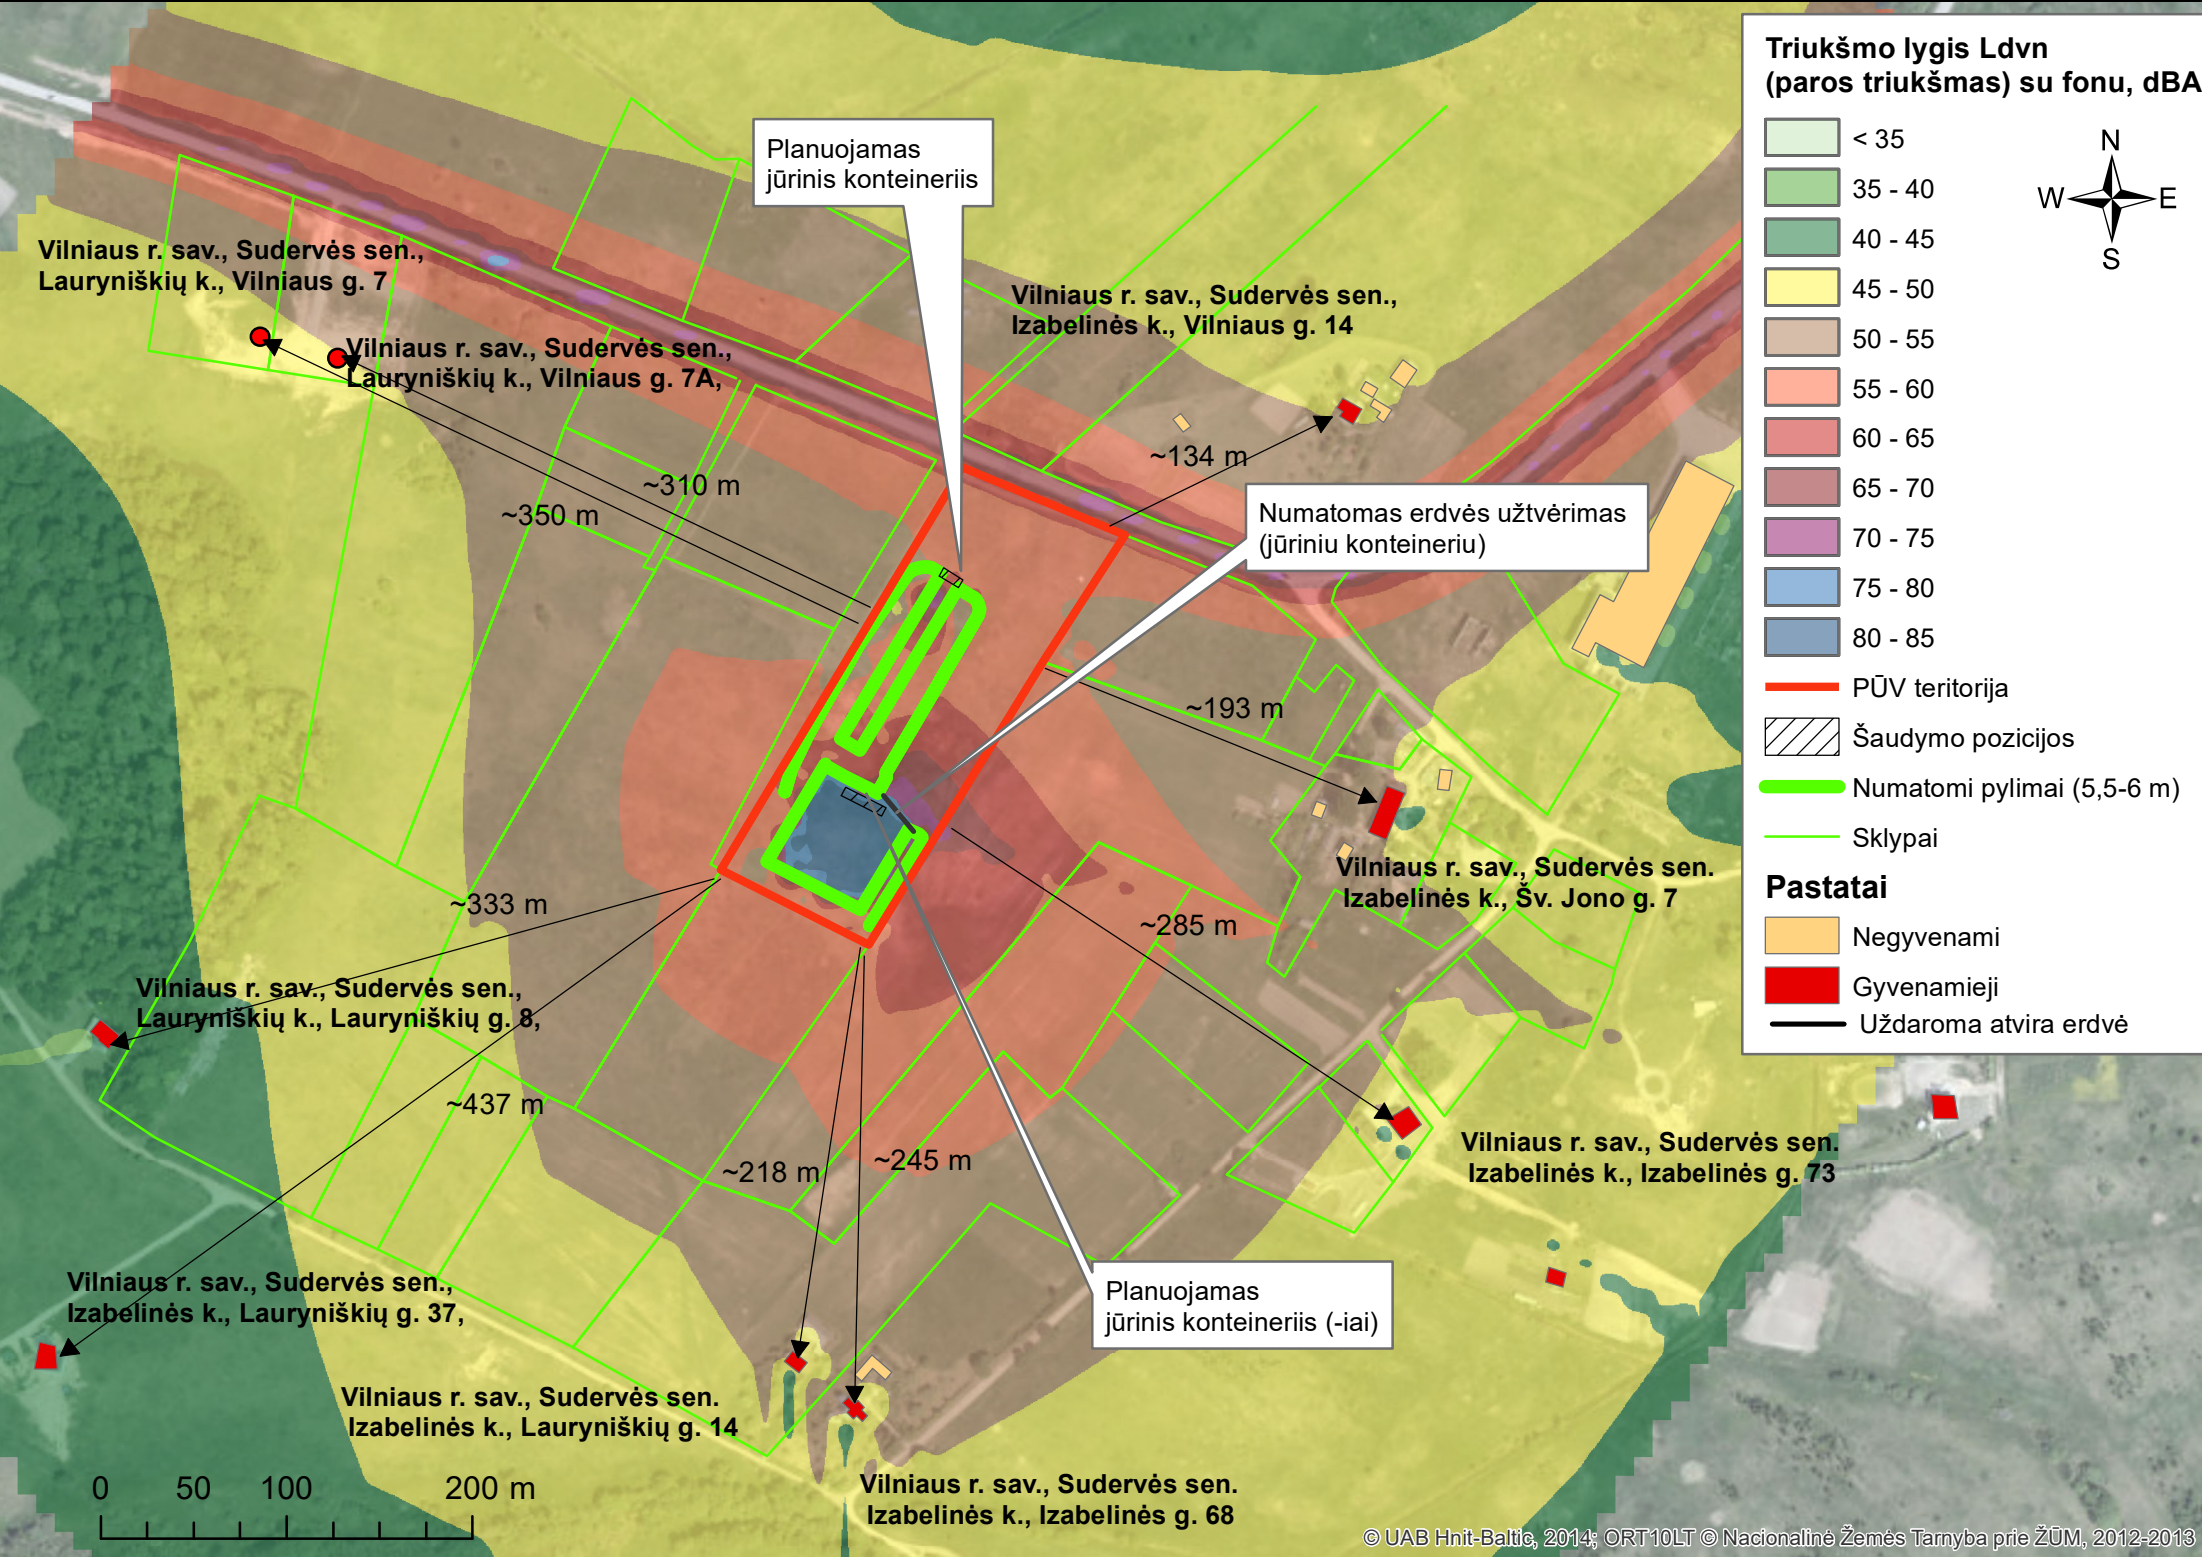 Triukšmo lygis Ldvn
(paros triukšmas) su fonu, dBA
< 35
35 - 40
40 - 45
45 - 50
50 - 55
55 - 60
60 - 65
65 - 70
70 - 75
75 - 80
80 - 85
PŪV teritorija
Šaudymo pozicijos
Numatomi pylimai (5,5-6 m)
Sklypai
Pastatai
Negyvenami
Gyvenamieji
Uždaroma atvira erdvė
N
W
E
S
Planuojamas
jūrinis konteineriis
Vilniaus r. sav., Sudervės sen.,
Lauryniškių k., Vilniaus g. 7
Vilniaus r. sav., Sudervės sen.,
Lauryniškių k., Vilniaus g. 7A,
Vilniaus r. sav., Sudervės sen.,
Izabelinės k., Vilniaus g. 14
~134 m
~310 m
~350 m
Numatomas erdvės užtvėrimas
(jūriniu konteineriu)
~193 m
Vilniaus r. sav., Sudervės sen.
Izabelinės k., Šv. Jono g. 7
~333 m
~285 m
Vilniaus r. sav., Sudervės sen.,
Lauryniškių k., Lauryniškių g. 8,
~437 m
~218 m
~245 m
Vilniaus r. sav., Sudervės sen.
Izabelinės k., Izabelinės g. 73
Vilniaus r. sav., Sudervės sen.,
Izabelinės k., Lauryniškių g. 37,
Planuojamas
jūrinis konteineriis (-iai)
Vilniaus r. sav., Sudervės sen.
Izabelinės k., Lauryniškių g. 14
Vilniaus r. sav., Sudervės sen.
Izabelinės k., Izabelinės g. 68
0 50 100 200 m
© UAB Hnit-Baltic, 2014; ORT10LT © Nacionalinė Žemės Tarnyba prie ŽŪM, 2012-2013